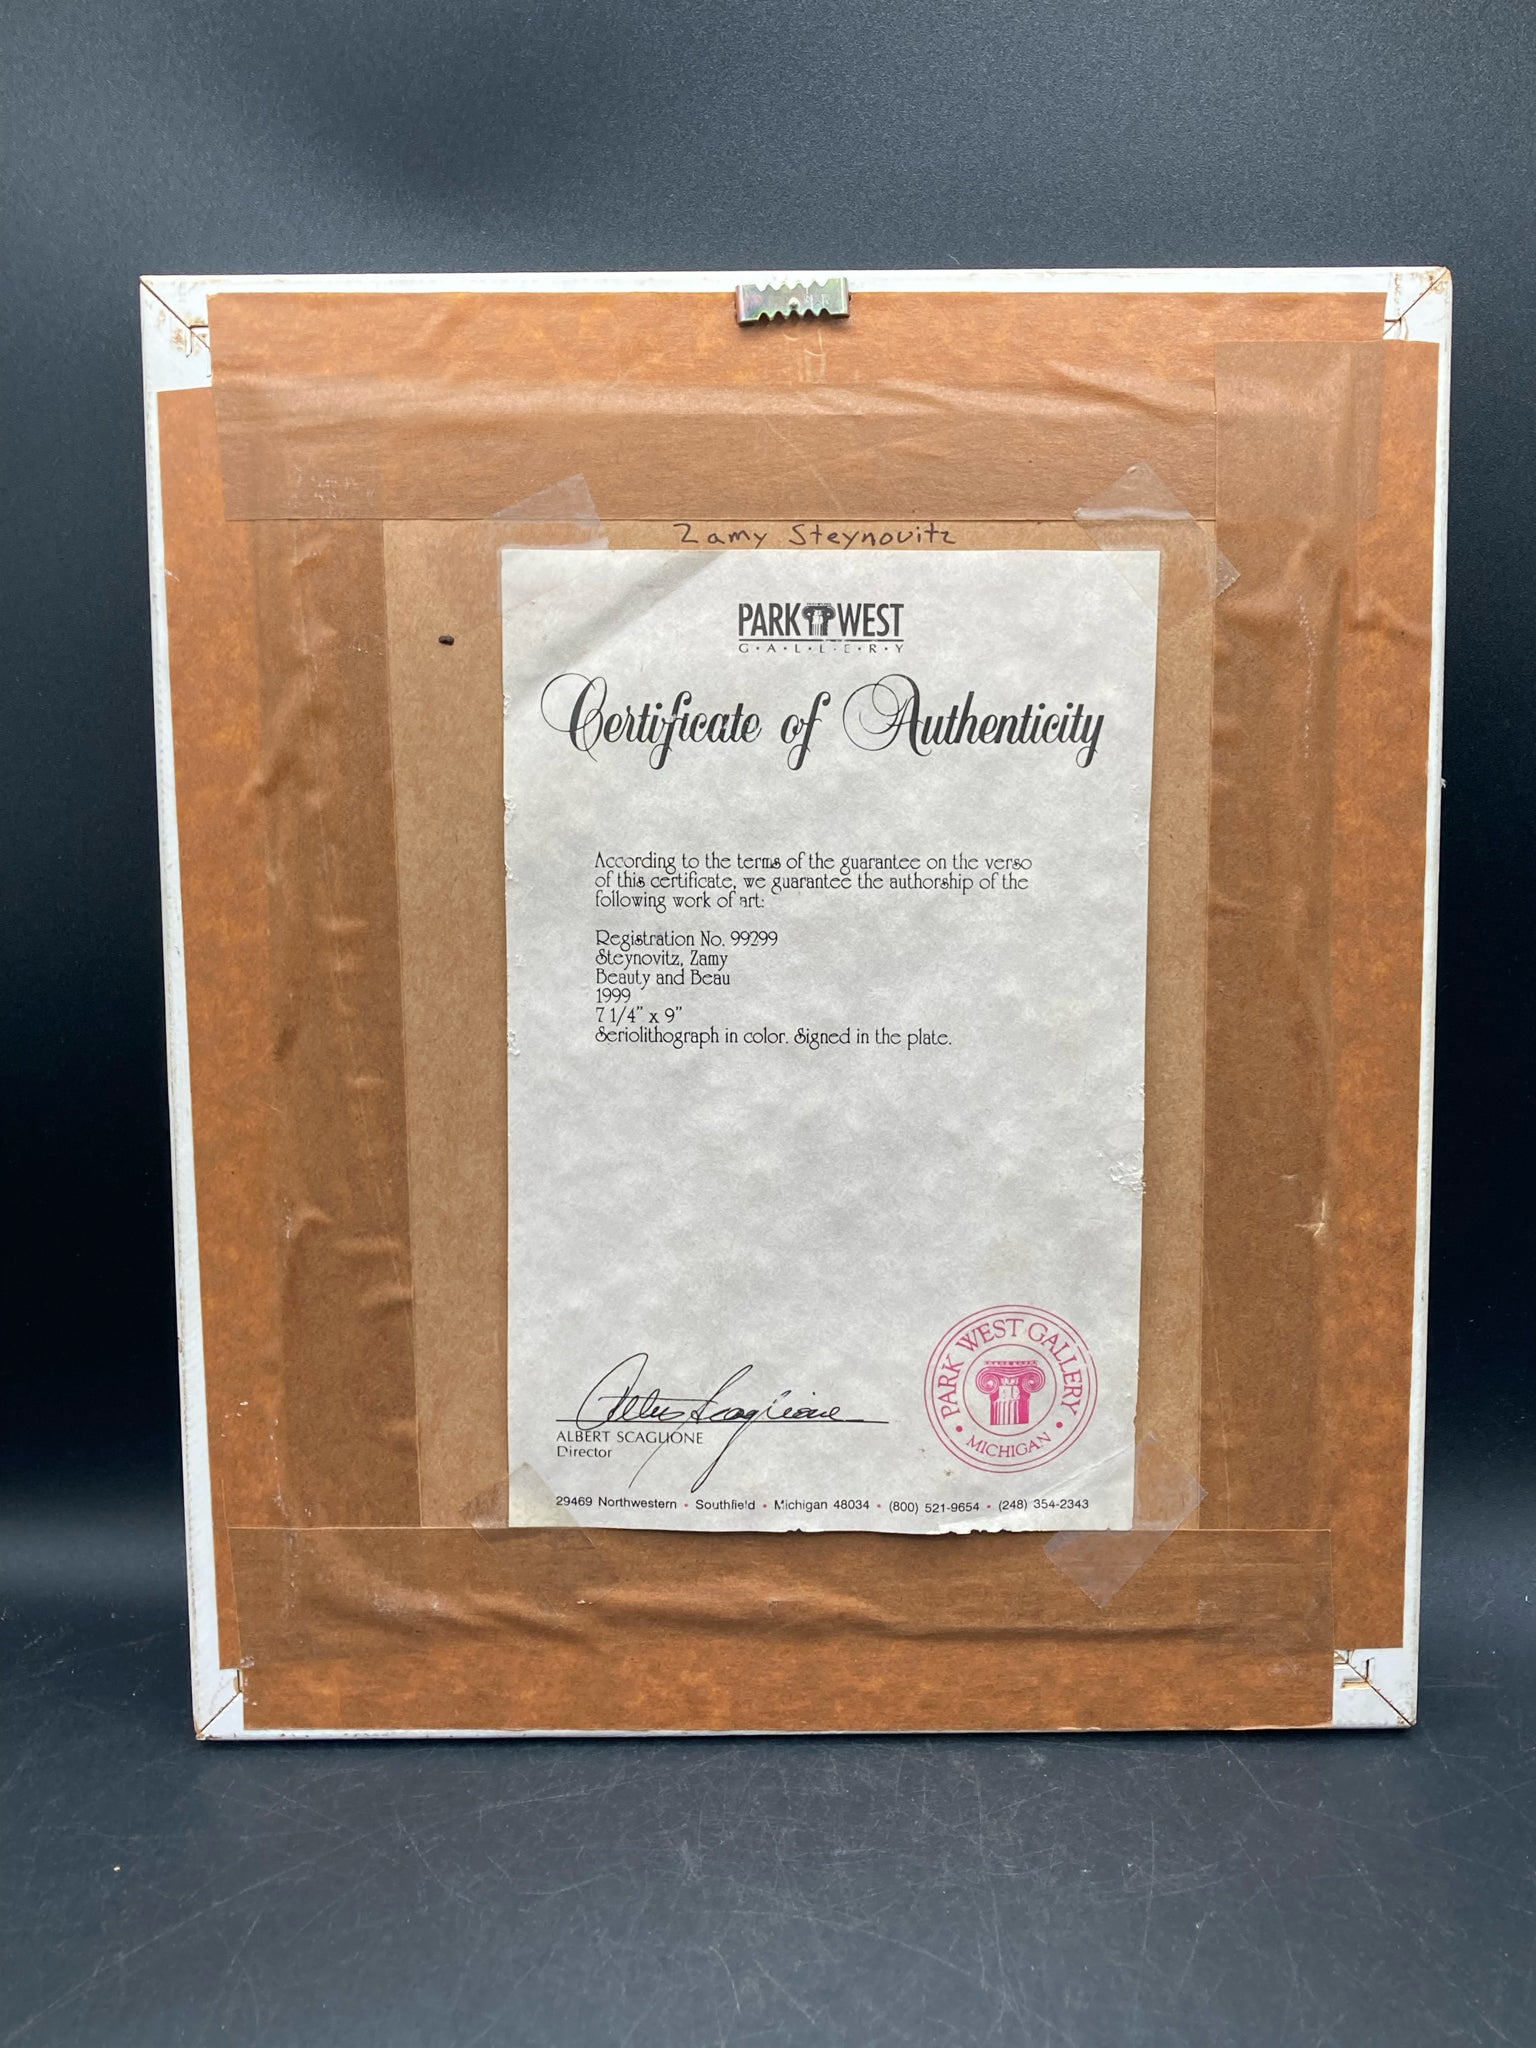 Zamy Steynovitz
PARK WEST
G•A•L•L•E•R•Y
Certificate of Authenticity
According to the terms of the guarantee on the verso
of this certificate, we guarantee the authorship of the
following work of art:
Registration No. 99299
Steynovitz, Zamy
Beauty and Beau
1999
7 1/4" x 9"
Seriolithograph in color. Signed in the plate.
Albert Scaglione
ALBERT SCAGLIONE
Director
PARK WEST GALLERY
• MICHIGAN •
29469 Northwestern • Southfield • Michigan 48034 • (800) 521-9654 • (248) 354-2343